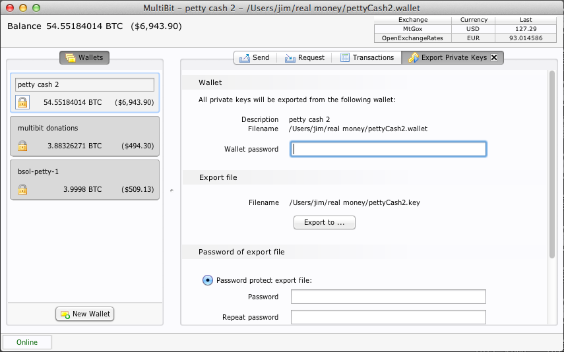 MultiBit - petty cash 2 - /Users/jim/real money/pettyCash2.wallet
Balance 54.55184014 BTC ($6,943.90)
Exchange Currency Last
MtGox USD 127.29
OpenExchangeRates EUR 93.014586
Wallets
Send Request Transactions Export Private Keys
petty cash 2
54.55184014 BTC ($6,943.90)
multibit donations
3.88326271 BTC ($494.30)
bsol-petty-1
3.9998 BTC ($509.13)
New Wallet
Wallet
All private keys will be exported from the following wallet:
Description petty cash 2
Filename /Users/jim/real money/pettyCash2.wallet
Wallet password
Export file
Filename /Users/jim/real money/pettyCash2.key
Export to ...
Password of export file
Password protect export file:
Password
Repeat password
Online